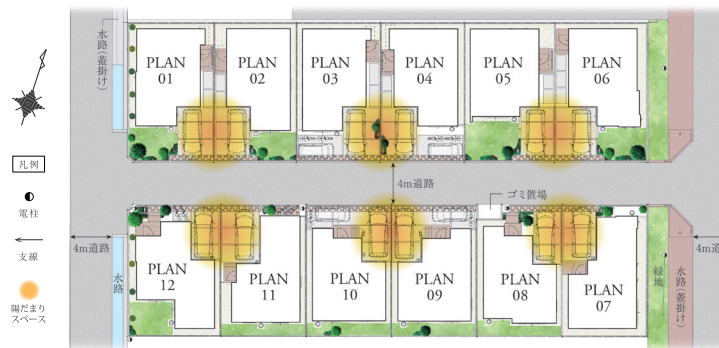 水路(蓋掛け)
PLAN
01
PLAN
02
PLAN
03
PLAN
04
PLAN
05
PLAN
06
凡例
電柱
支線
陽だまり
スペース
4m道路
ゴミ置場
4m道路
水路
PLAN
12
PLAN
11
PLAN
10
PLAN
09
PLAN
08
PLAN
07
緑地
水路(蓋掛け)
4m道